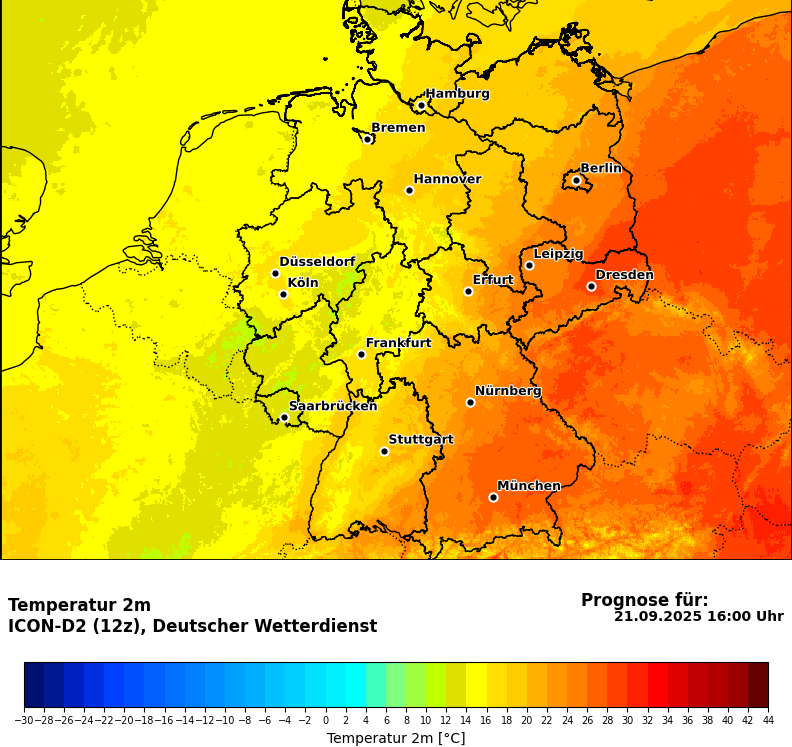 Hamburg
Bremen
Berlin
Hannover
Leipzig
Düsseldorf
Dresden
Erfurt
Köln
Frankfurt
Nürnberg
Saarbrücken
Stuttgart
München
Temperatur 2m
ICON-D2 (12z), Deutscher Wetterdienst
Prognose für:
21.09.2025 16:00 Uhr
−30 −28 −26 −24 −22 −20 −18 −16 −14 −12 −10 −8 −6 −4 −2 0 2 4 6 8 10 12 14 16 18 20 22 24 26 28 30 32 34 36 38 40 42 44
Temperatur 2m [°C]